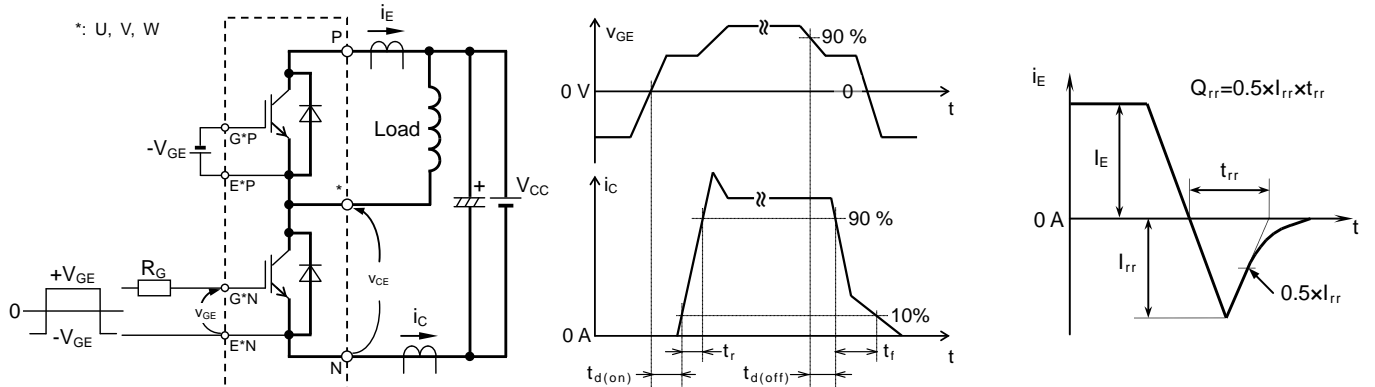 *: U, V, W
P
i_E
-V_GE
G*P
E*P
Load
*
+
V_CC
v_CE
+V_GE
0
-V_GE
R_G
v_GE
G*N
E*N
N
i_C
v_GE
90 %
0 V
0
t
i_C
90 %
10%
0 A
t
t_r
t_f
t_d(on)
t_d(off)
i_E
Q_rr=0.5×I_rr×t_rr
I_E
t_rr
0 A
t
I_rr
0.5×I_rr